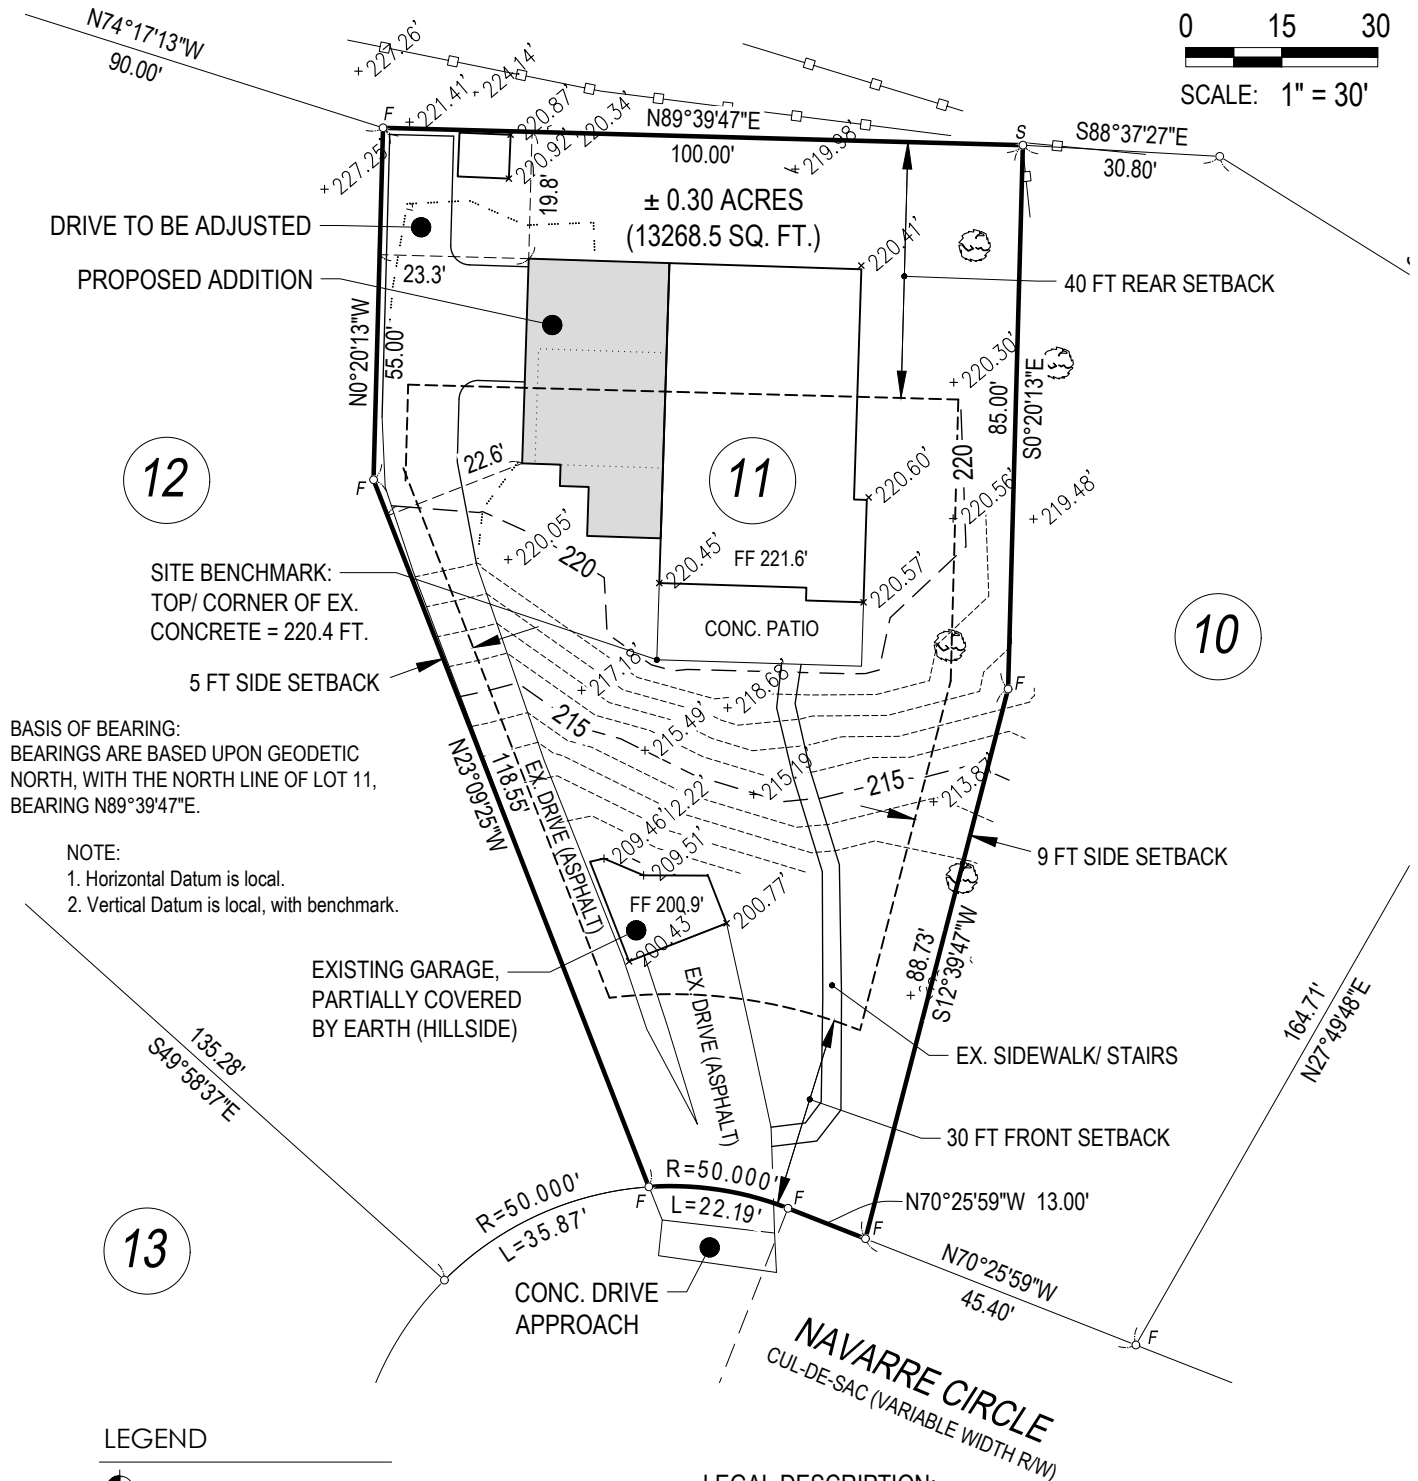 N74°17'13"W
90.00'
+ 227.26'
+ 224.14'
+ 221.41'
220.87'
220.34'
220.92'
+ 227.25'
F
N89°39'47"E
100.00'
+ 219.98'
S
S88°37'27"E
30.80'
0 15 30
SCALE: 1" = 30'
± 0.30 ACRES
(13268.5 SQ. FT.)
19.8'
DRIVE TO BE ADJUSTED
PROPOSED ADDITION
23.3'
220.41'
40 FT REAR SETBACK
N0°20'13"W
55.00'
+ 220.30'
85.00'
S0°20'13"E
12
F
22.6'
11
220.60'
220
+ 220.56'
+ 219.48'
+ 220.05'
220
220.45'
FF 221.6'
220.57'
SITE BENCHMARK:
TOP/ CORNER OF EX.
CONCRETE = 220.4 FT.
CONC. PATIO
10
5 FT SIDE SETBACK
+ 217.18'
+ 218.68'
F
215
+ 215.49'
+ 215.19'
215
+ 213.87'
BASIS OF BEARING:
BEARINGS ARE BASED UPON GEODETIC
NORTH, WITH THE NORTH LINE OF LOT 11,
BEARING N89°39'47"E.
N23°09'25"W
118.55'
EX. DRIVE (ASPHALT)
+ 209.46'
12.22'
+ 209.51'
NOTE:
1. Horizontal Datum is local.
2. Vertical Datum is local, with benchmark.
9 FT SIDE SETBACK
FF 200.9'
200.77'
200.43'
EXISTING GARAGE,
PARTIALLY COVERED
BY EARTH (HILLSIDE)
EX. DRIVE (ASPHALT)
+ 88.73'
S12°39'47"W
164.71'
N27°49'48"E
135.28'
S49°58'37"E
EX. SIDEWALK/ STAIRS
30 FT FRONT SETBACK
R=50.000'
L=22.19'
F
F
N70°25'59"W 13.00'
F
R=50.000'
L=35.87'
13
CONC. DRIVE
APPROACH
N70°25'59"W
45.40'
F
NAVARRE CIRCLE
CUL-DE-SAC (VARIABLE WIDTH R/W)
LEGEND
LEGAL DESCRIPTION: